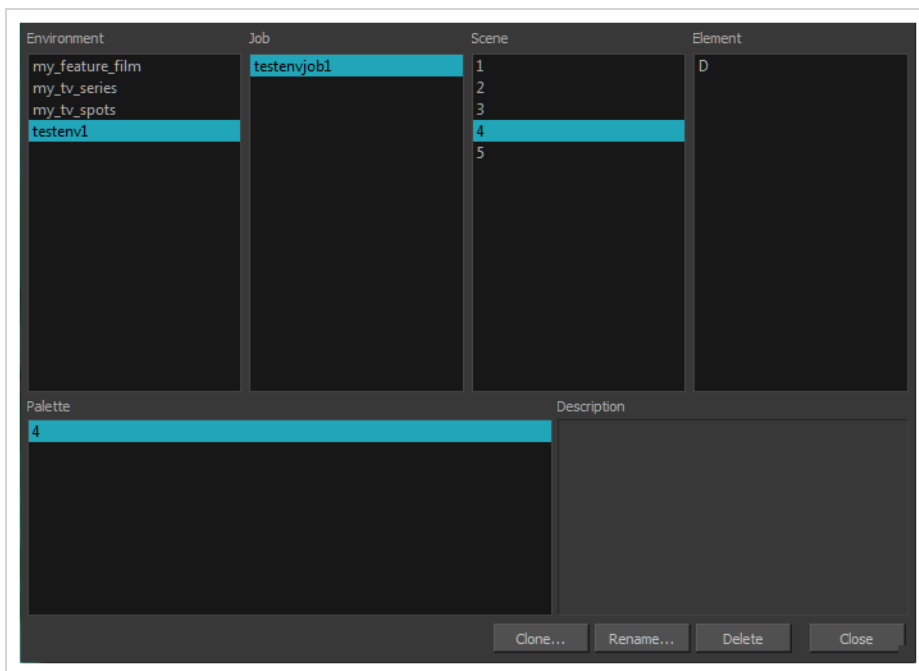 Environment
my_feature_film
my_tv_series
my_tv_spots
testenv1
Job
testenvjob1
Scene
1
2
3
4
5
Element
D
Palette
4
Description
Clone... Rename... Delete Close